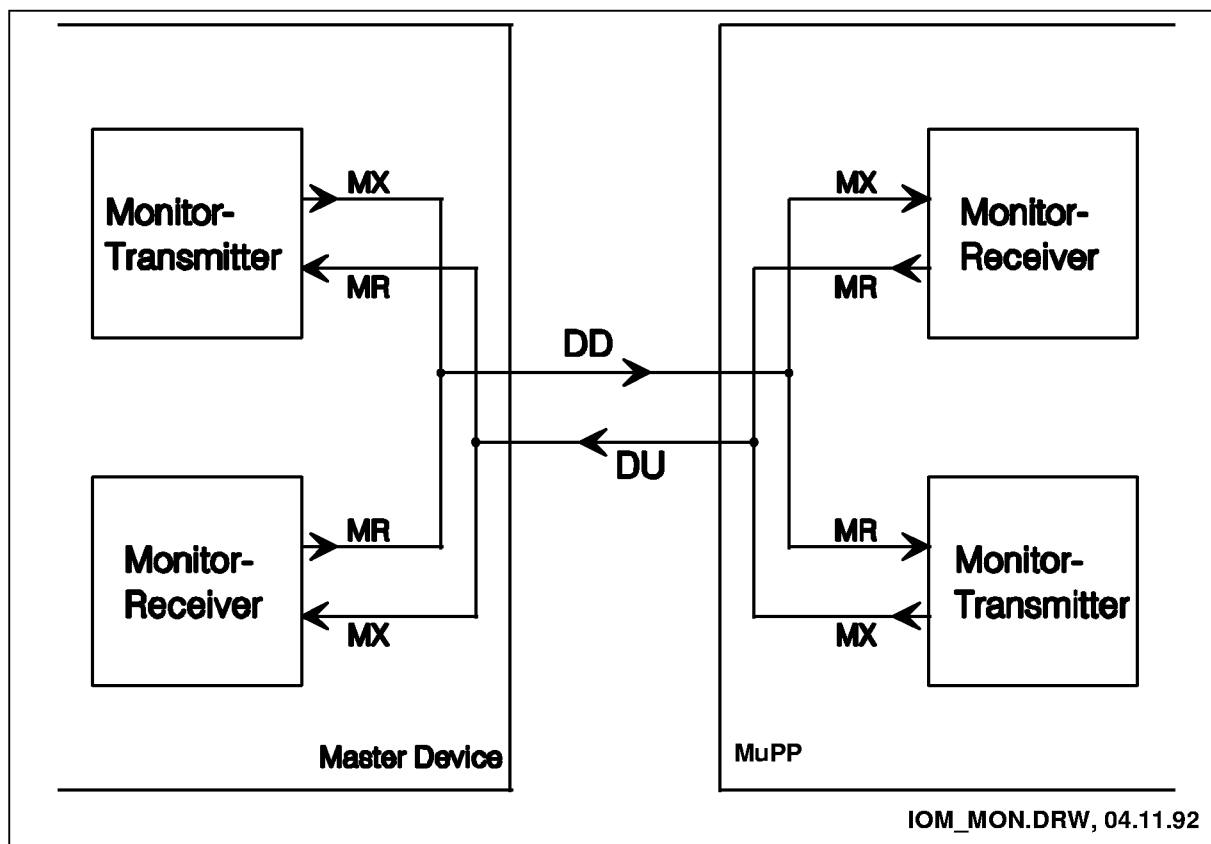 Monitor-
Transmitter
MX
MR
MX
MR
Monitor-
Receiver
DD
DU
Monitor-
Receiver
MR
MX
MR
MX
Monitor-
Transmitter
Master Device
MuPP
IOM_MON.DRW, 04.11.92